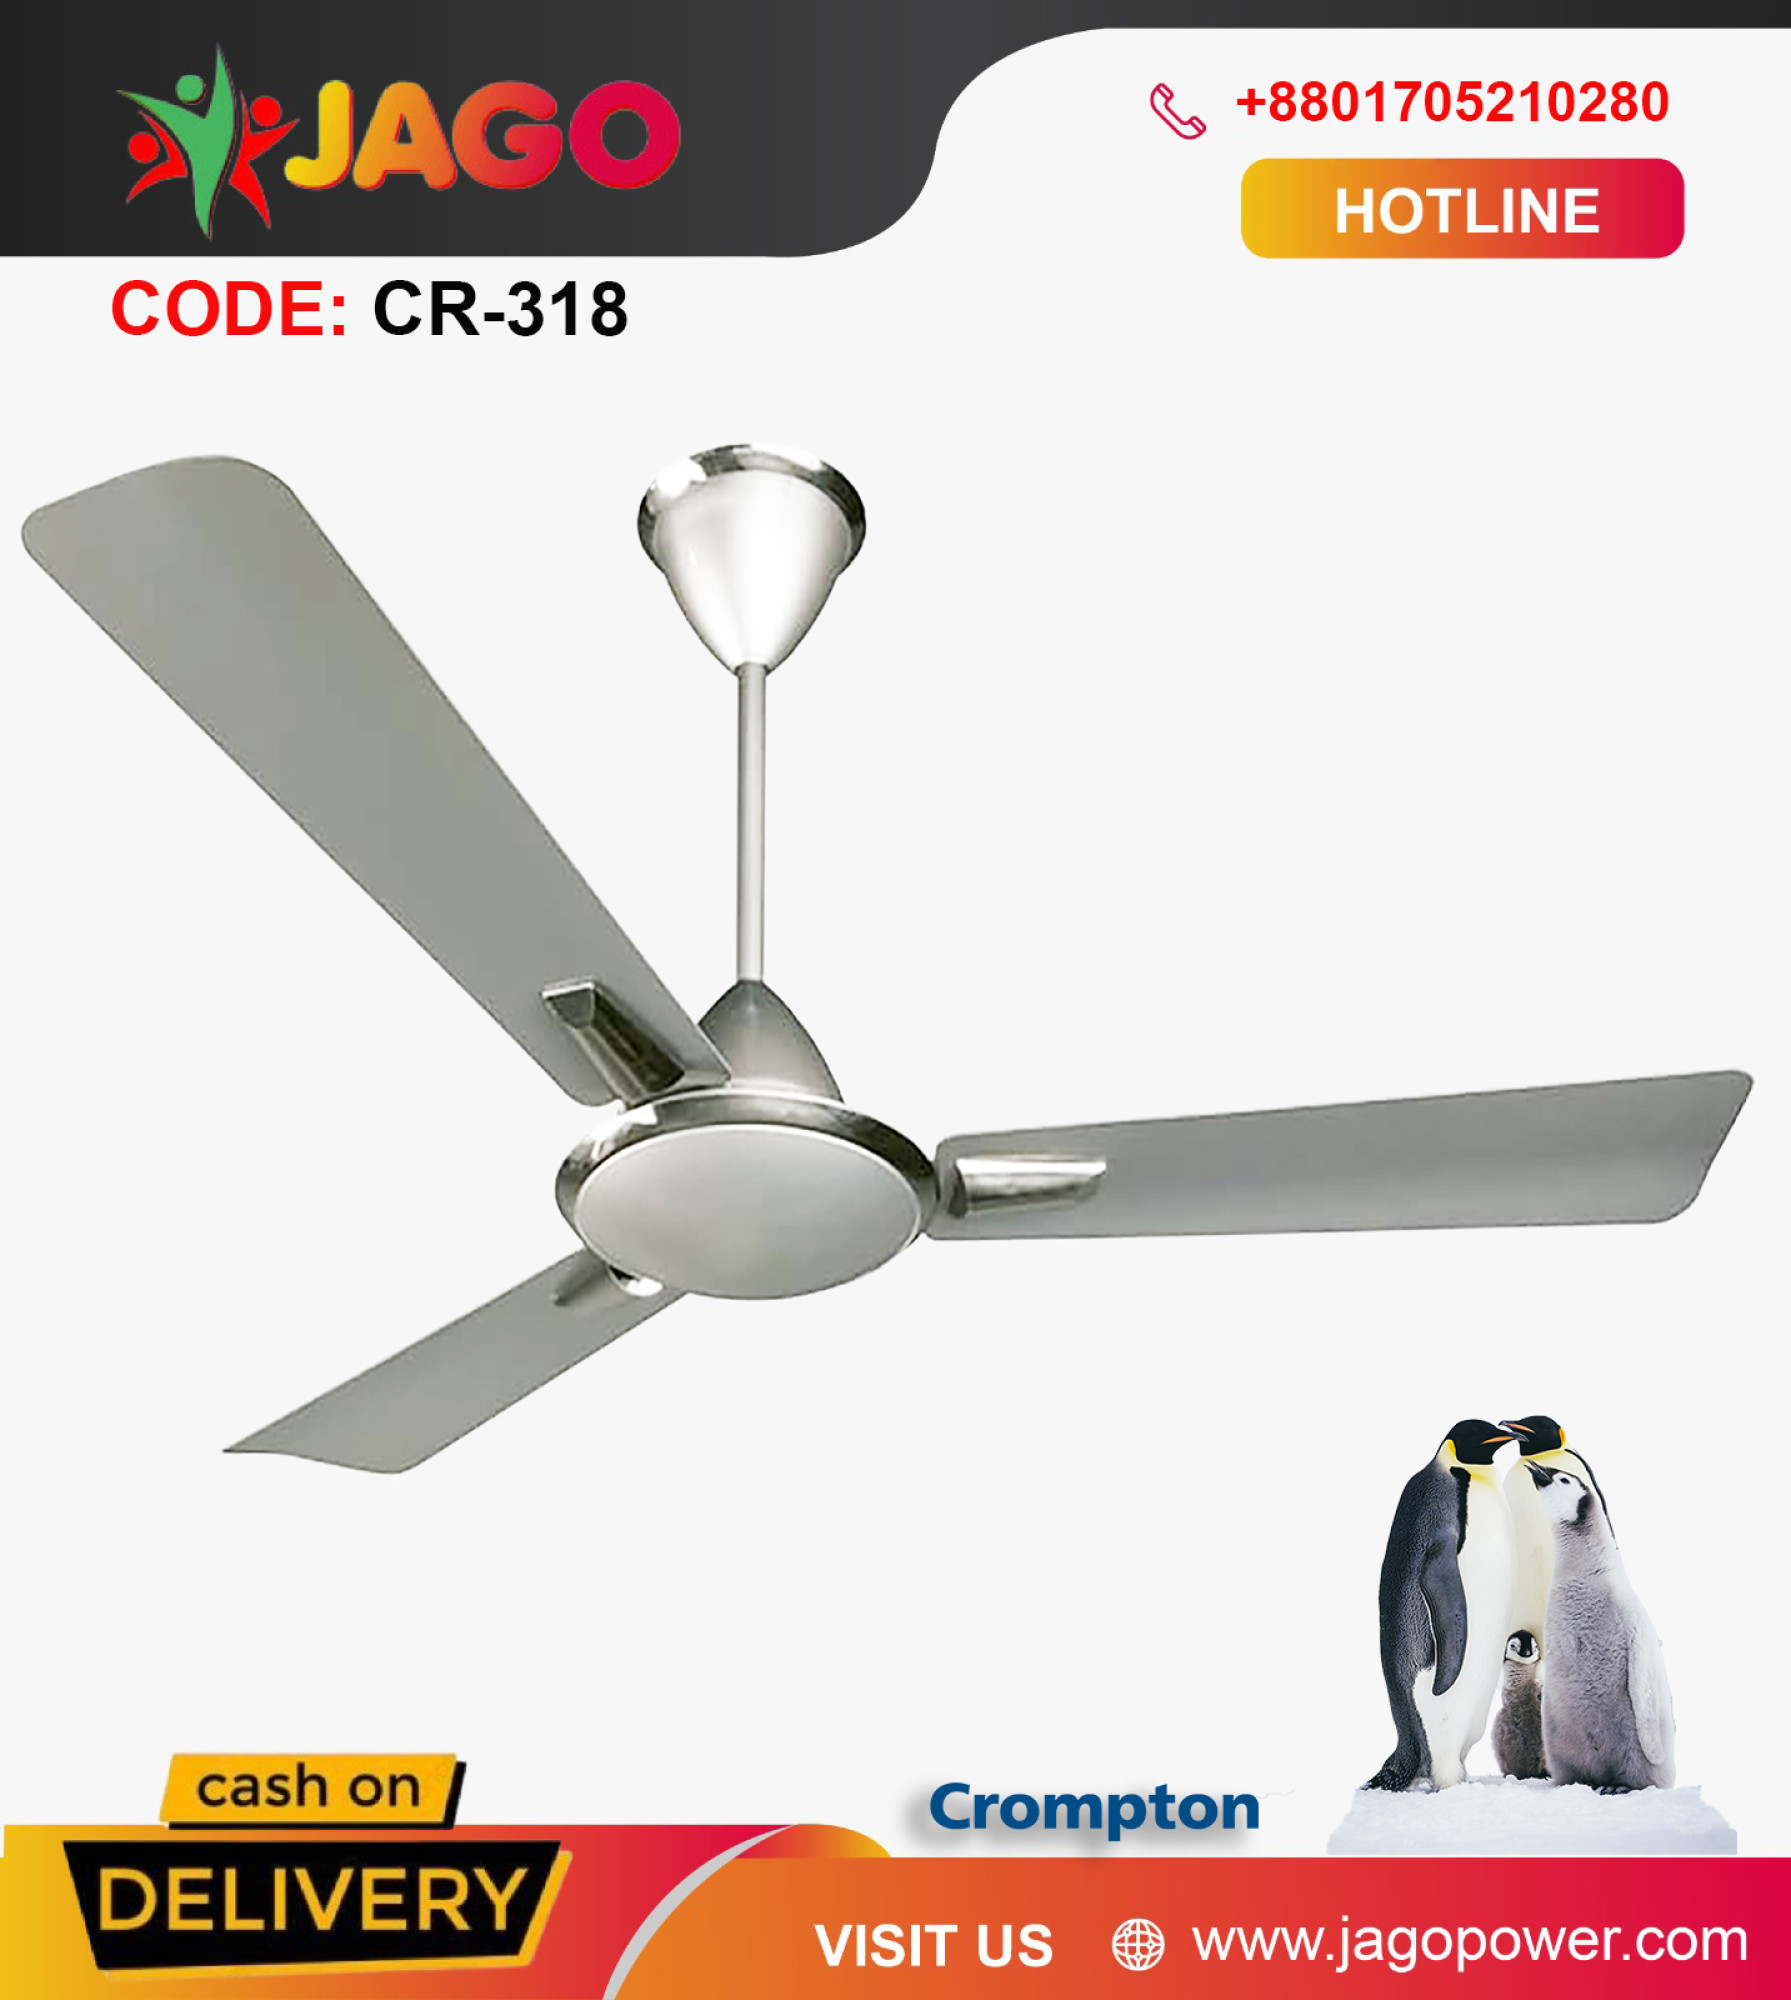 JAGO
+8801705210280
HOTLINE
CODE: CR-318
cash on
DELIVERY
Crompton
VISIT US
www.jagopower.com